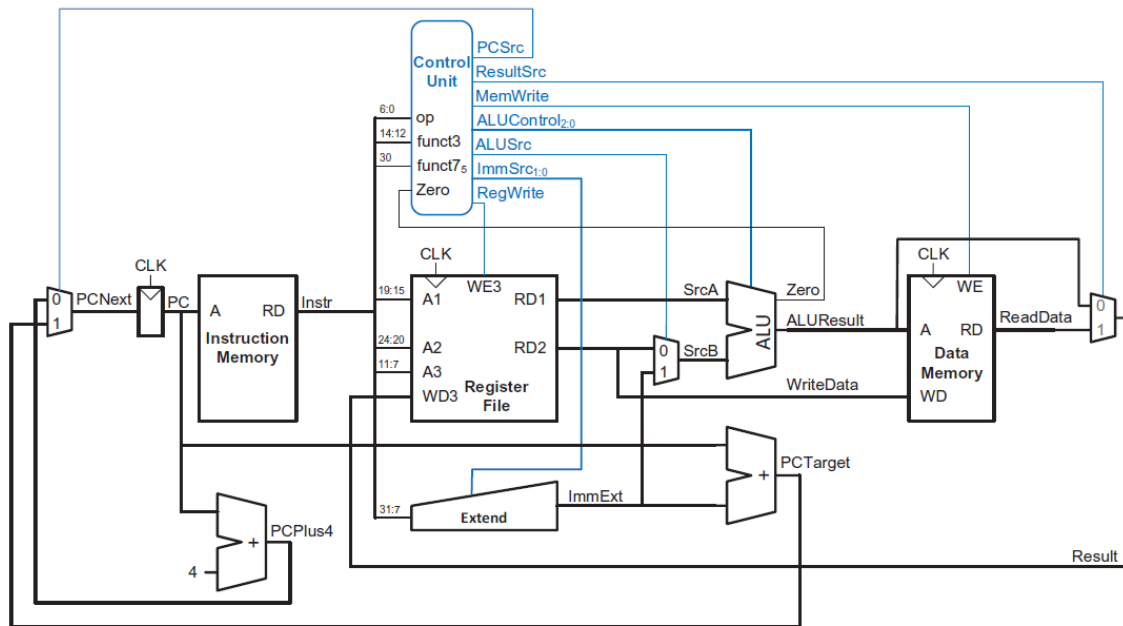 PCSrc
Control
Unit
ResultSrc
MemWrite
6:0
op
ALUControl2:0
14:12
funct3
ALUSrc
30
funct75
ImmSrc1:0
Zero
RegWrite
CLK
CLK
CLK
0
1
PCNext
PC
A
RD
Instruction
Memory
Instr
19:15
A1
WE3
RD1
SrcA
Zero
ALU
ALUResult
WE
A
RD
ReadData
0
1
24:20
A2
RD2
0
1
SrcB
11:7
A3
WD3
Register
File
WriteData
Data
Memory
WD
PCTarget
+
31:7
Extend
ImmExt
PCPlus4
+
4
Result